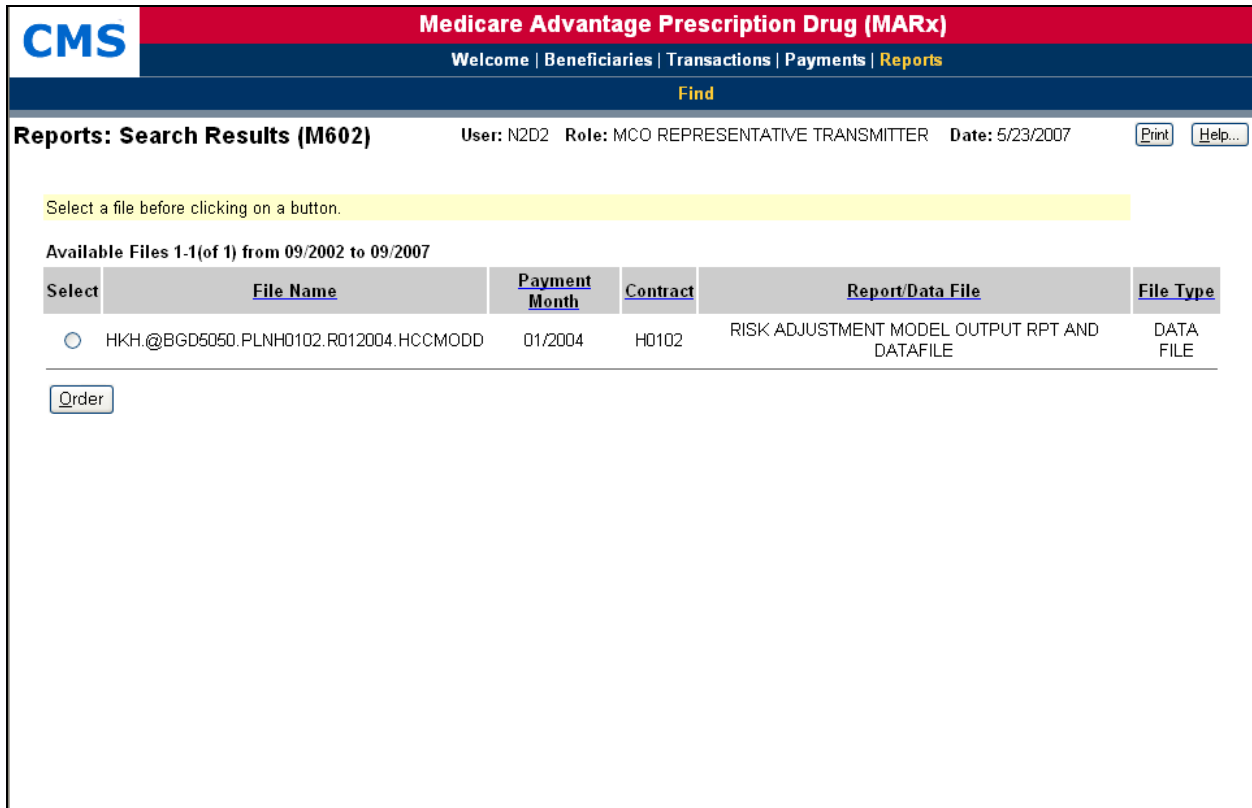 CMS
Medicare Advantage Prescription Drug (MARx)
Welcome | Beneficiaries | Transactions | Payments | Reports
Find
Reports: Search Results (M602) User: N2D2 Role: MCO REPRESENTATIVE TRANSMITTER Date: 5/23/2007 Print Help...
Select a file before clicking on a button.
Available Files 1-1(of 1) from 09/2002 to 09/2007
Select File Name Payment Month Contract Report/Data File File Type
HKH.@BGD5050.PLNH0102.R012004.HCCMODD 01/2004 H0102 RISK ADJUSTMENT MODEL OUTPUT RPT AND DATAFILE DATA FILE
Order